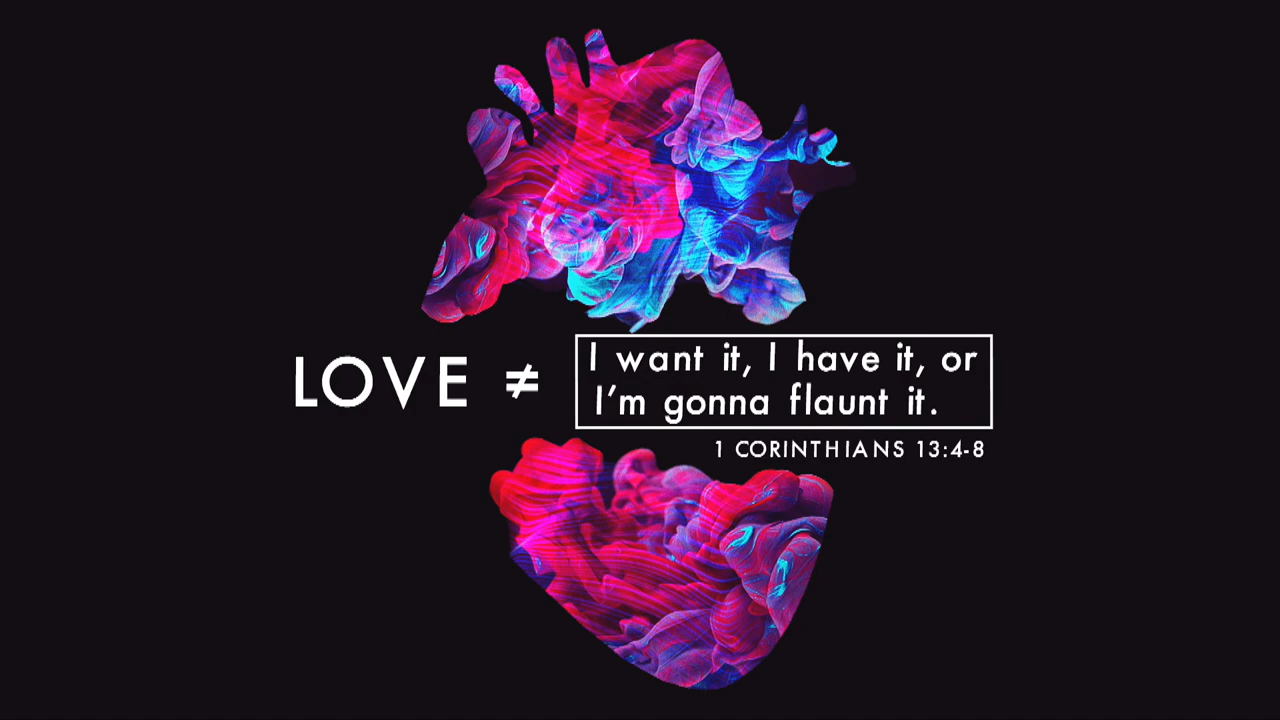 LOVE ≠
I want it, I have it, or
I'm gonna flaunt it.
1 CORINTHIANS 13:4-8